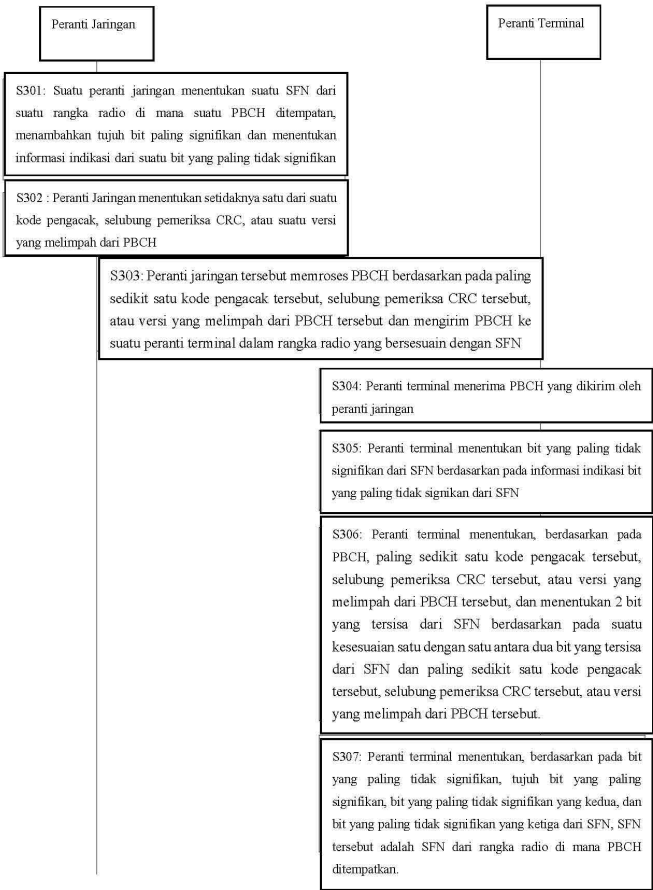 Peranti Jaringan
Peranti Terminal
S301: Suatu peranti jaringan menentukan suatu SFN dari
suatu rangka radio di mana suatu PBCH ditempatan,
menambahkan tujuh bit paling signifikan dan menentukan
informasi indikasi dari suatu bit yang paling tidak signifikan
S302 : Peranti Jaringan menentukan setidaknya satu dari suatu
kode pengacak, selubung pemeriksa CRC, atau suatu versi
yang melimpah dari PBCH
S303: Peranti jaringan tersebut memroses PBCH berdasarkan pada paling
sedikit satu kode pengacak tersebut, selubung pemeriksa CRC tersebut,
atau versi yang melimpah dari PBCH tersebut dan mengirim PBCH ke
suatu peranti terminal dalam rangka radio yang bersesuain dengan SFN
S304: Peranti terminal menerima PBCH yang dikirim oleh
peranti jaringan
S305: Peranti terminal menentukan bit yang paling tidak
signifikan dari SFN berdasarkan pada informasi indikasi bit
yang paling tidak signikan dari SFN
S306: Peranti terminal menentukan, berdasarkan pada
PBCH, paling sedikit satu kode pengacak tersebut,
selubung pemeriksa CRC tersebut, atau versi yang
melimpah dari PBCH tersebut, dan menentukan 2 bit
yang tersisa dari SFN berdasarkan pada suatu
kesesuaian satu dengan satu antara dua bit yang tersisa
dari SFN dan paling sedikit satu kode pengacak
tersebut, selubung pemeriksa CRC tersebut, atau versi
yang melimpah dari PBCH tersebut.
S307: Peranti terminal menentukan, berdasarkan pada bit
yang paling tidak signifikan, tujuh bit yang paling
signifikan, bit yang paling tidak signifikan yang kedua, dan
bit yang paling tidak signifikan yang ketiga dari SFN, SFN
tersebut adalah SFN dari rangka radio di mana PBCH
ditempatkan.